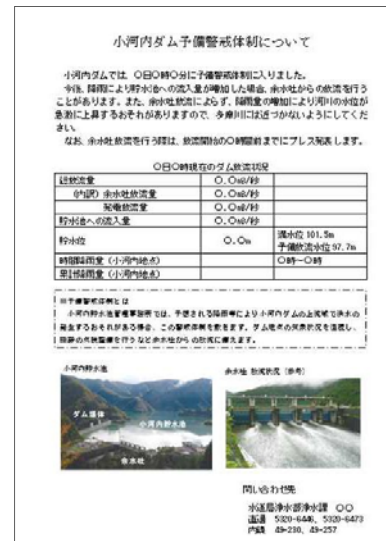 小河内ダム予備警戒体制について
小河内ダムでは、〇日〇時〇分に予備警戒体制に入りました。
今後、降雨により貯水池への流入量が増加した場合、余水吐からの放流を行う
ことがあります。また、余水吐放流によらず、降雨量の増加により河川の水位が
急激に上昇するおそれがありますので、多摩川には近づかないようにしてくだ
さい。
なお、余水吐放流を行う際は、放流開始の〇時間前までにプレス発表します。
〇日〇時現在のダム放流状況
総放流量 〇.〇m3/秒
(内訳) 余水吐放流量 〇.〇m3/秒
発電放流量 〇.〇m3/秒
貯水池への流入量 〇.〇m3/秒
貯水位 〇.〇m 満水位 101.5m
予備放流水位 97.7m
時間降雨量(小河内地点) 〇時~〇時
累計降雨量(小河内地点)
※予備警戒体制とは
小河内貯水池管理事務所では、予想される降雨等により小河内ダムの上流域で洪水の
発生するおそれがある場合、この警戒体制を敷きます。ダム地点の気象状況を注視し、
設備の点検整備を行うなど余水吐からの放流に備えます。
小河内貯水池
余水吐 放流状況 (参考)
ダム堤体
小河内貯水池
余水吐
問い合わせ先
水道局浄水部浄水課 〇〇
直通 5320-6446、5320-6473
内線 49-230、49-257